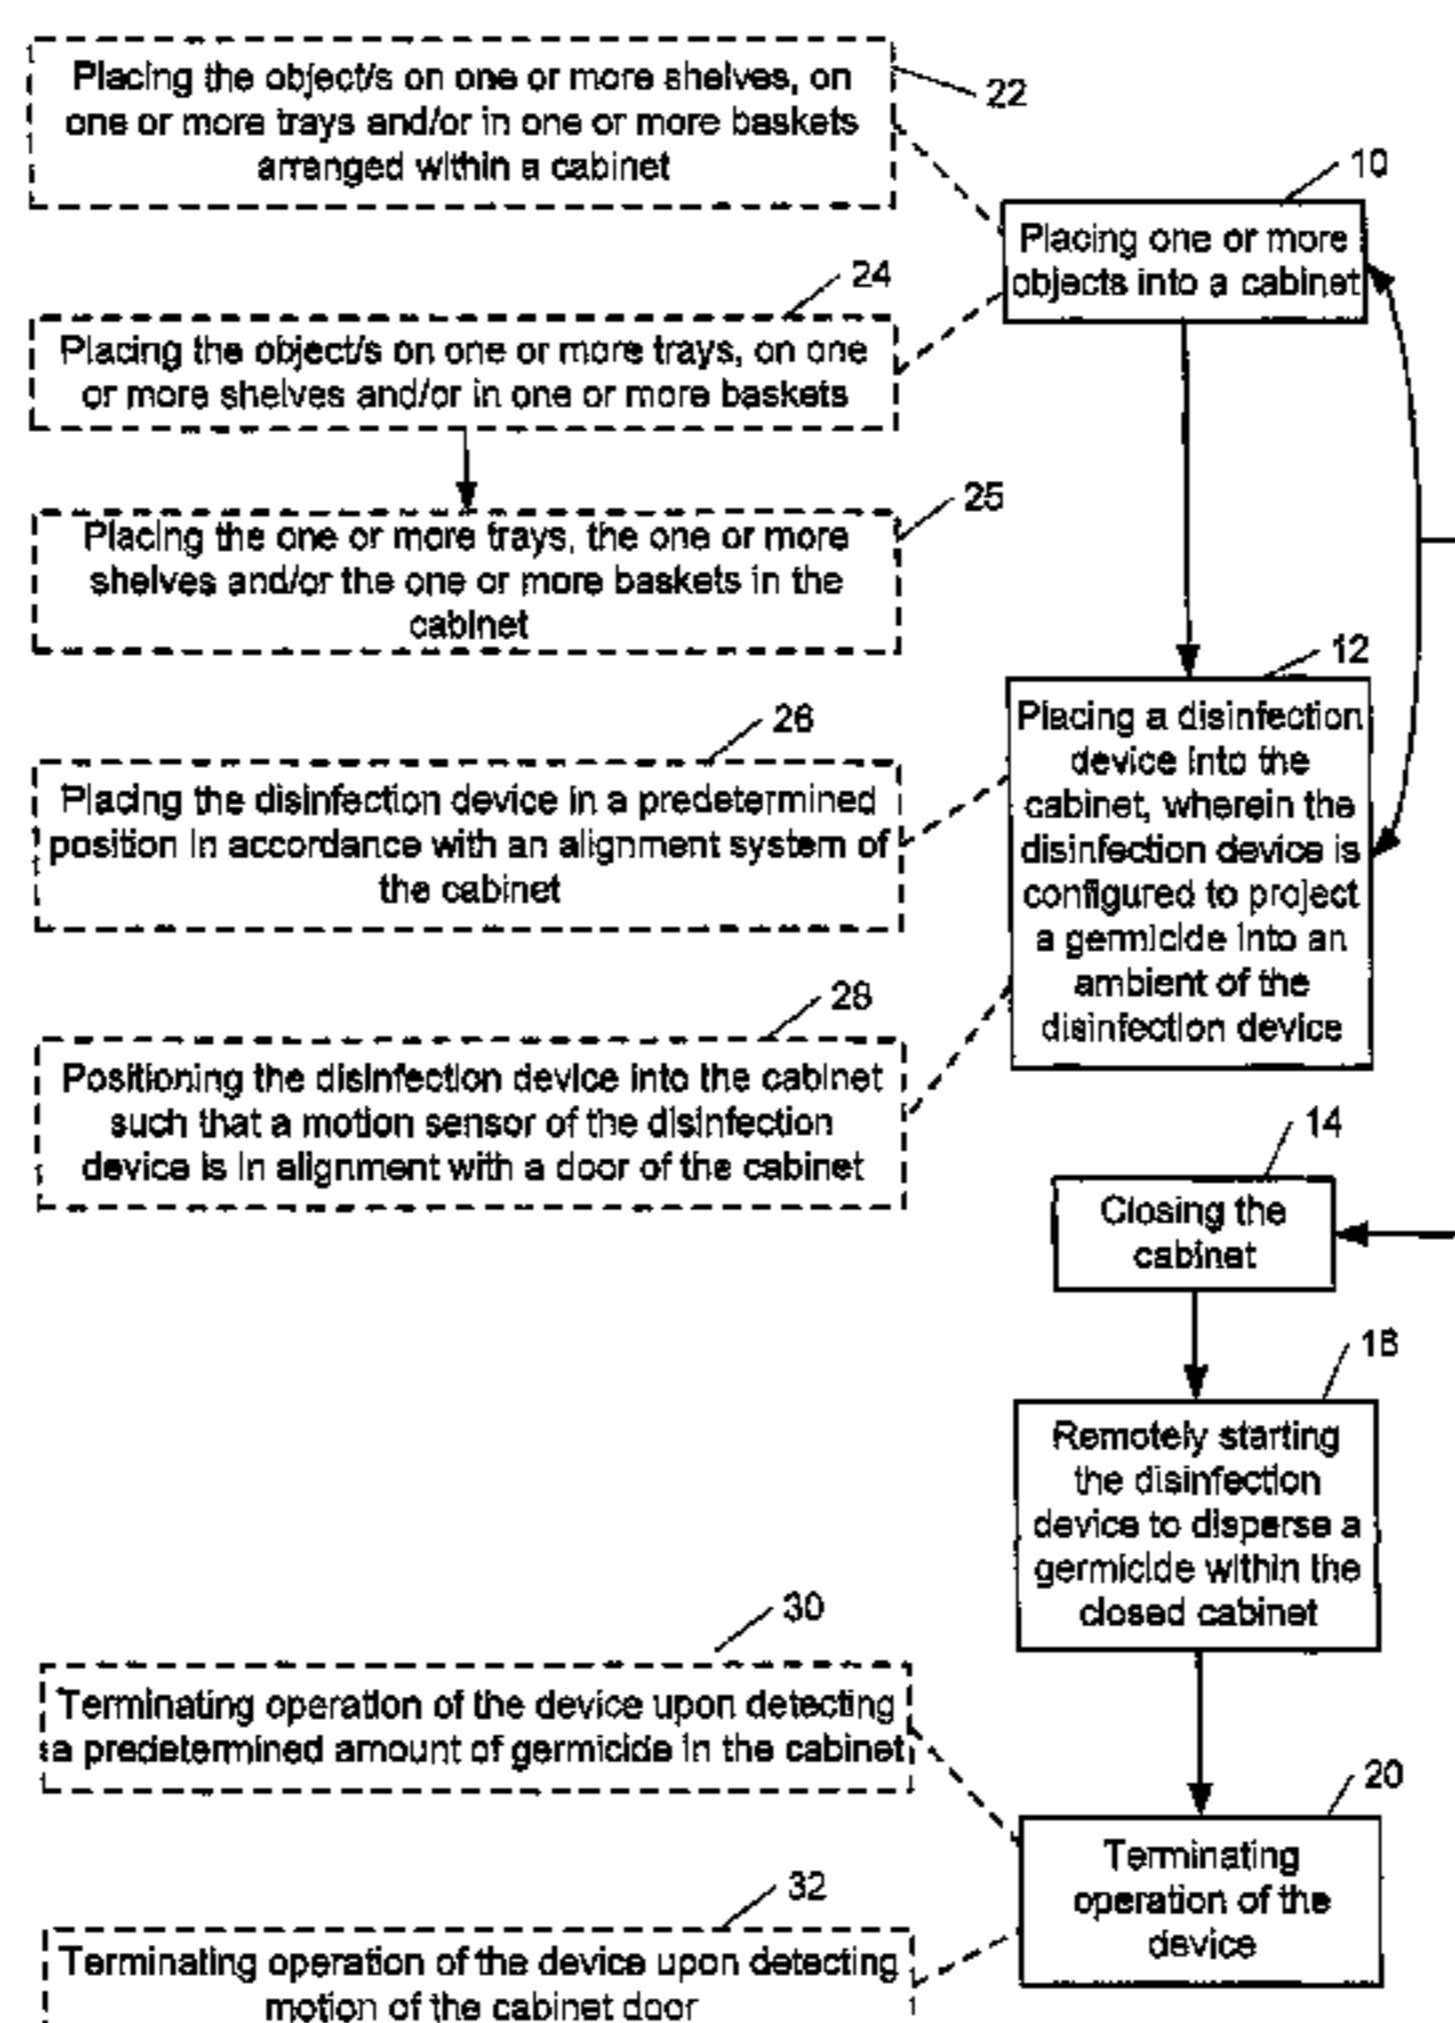 Placing the object/s on one or more shelves, on
one or more trays and/or in one or more baskets
arranged within a cabinet
22
10
Placing one or more
objects into a cabinet
24
Placing the object/s on one or more trays, on one
or more shelves and/or in one or more baskets
25
Placing the one or more trays, the one or more
shelves and/or the one or more baskets in the
cabinet
12
Placing a disinfection
device into the
cabinet, wherein the
disinfection device is
configured to project
a germicide into an
ambient of the
disinfection device
26
Placing the disinfection device in a predetermined
position in accordance with an alignment system of
the cabinet
28
Positioning the disinfection device into the cabinet
such that a motion sensor of the disinfection
device is in alignment with a door of the cabinet
14
Closing the
cabinet
18
Remotely starting
the disinfection
device to disperse a
germicide within the
closed cabinet
30
Terminating operation of the device upon detecting
a predetermined amount of germicide in the cabinet
20
Terminating
operation of the
device
32
Terminating operation of the device upon detecting
motion of the cabinet door